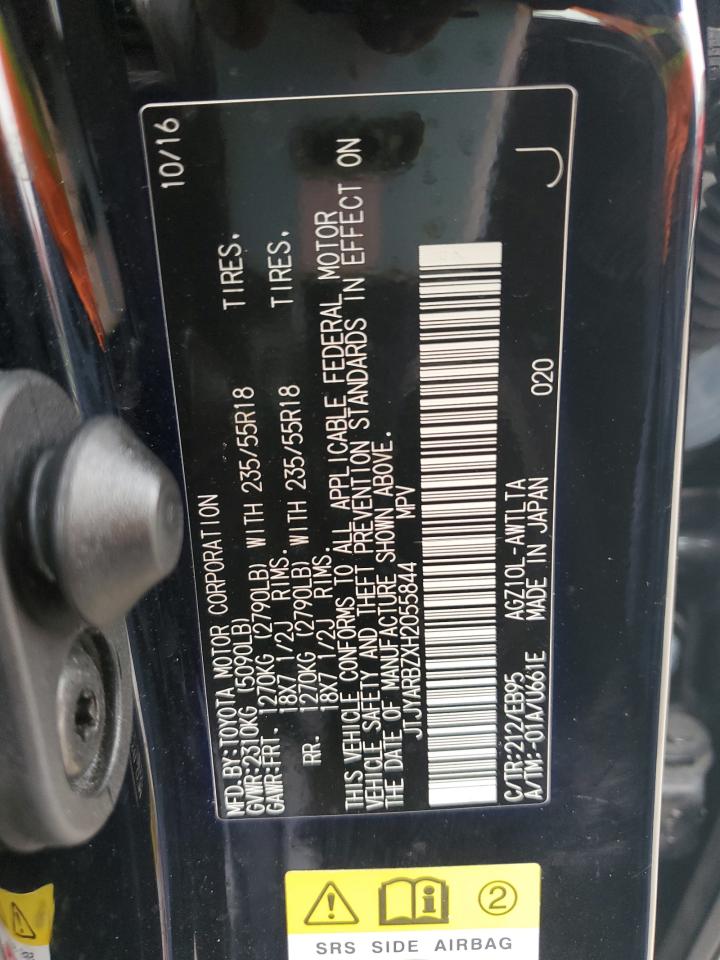 MFD. BY: TOYOTA MOTOR CORPORATION 10/16
GVWR: 2310KG (5090LB)
GAWR: FRT. 1270KG (2790LB) WITH 235/55R18 TIRES,
18X7 1/2J RIMS.
RR. 1270KG (2790LB) WITH 235/55R18 TIRES,
18X7 1/2J RIMS.
THIS VEHICLE CONFORMS TO ALL APPLICABLE FEDERAL MOTOR
VEHICLE SAFETY AND THEFT PREVENTION STANDARDS IN EFFECT ON
THE DATE OF MANUFACTURE SHOWN ABOVE.
JTJYARBZXH2055844 MPV
C/TR: 212/EB95 AGZ10L-AWTLTA 020 J
A/TM: -01A/U661E MADE IN JAPAN
2
SRS SIDE AIRBAG